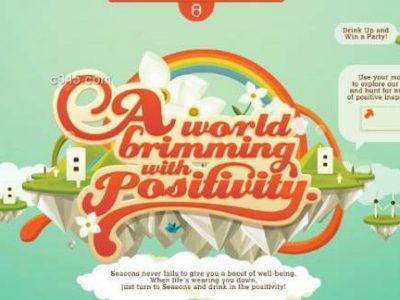 Drink Up and
Win a Party!
c945.com
Use your mo
to explore our
and hunt for
of positive inspi
A world
brimming
with
Positivity.
Seasons never fails to give you a boost of well-being.
When life's wearing you down,
just turn to Seasons and drink in the positivity!